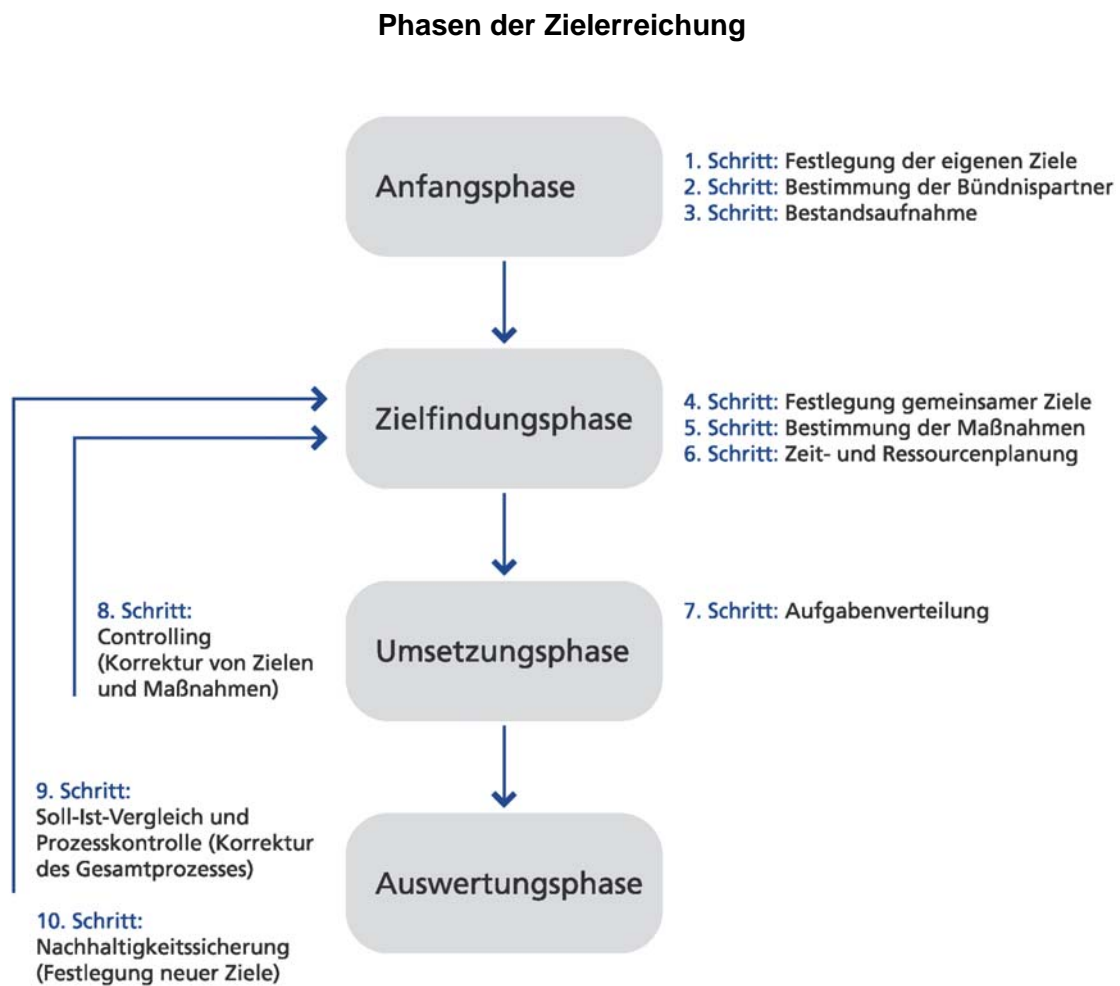 Phasen der Zielerreichung
Anfangsphase
1. Schritt: Festlegung der eigenen Ziele
2. Schritt: Bestimmung der Bündnispartner
3. Schritt: Bestandsaufnahme
Zielfindungsphase
4. Schritt: Festlegung gemeinsamer Ziele
5. Schritt: Bestimmung der Maßnahmen
6. Schritt: Zeit- und Ressourcenplanung
Umsetzungsphase
7. Schritt: Aufgabenverteilung
8. Schritt:
Controlling
(Korrektur von Zielen
und Maßnahmen)
9. Schritt:
Soll-Ist-Vergleich und
Prozesskontrolle (Korrektur
des Gesamtprozesses)
Auswertungsphase
10. Schritt:
Nachhaltigkeitssicherung
(Festlegung neuer Ziele)